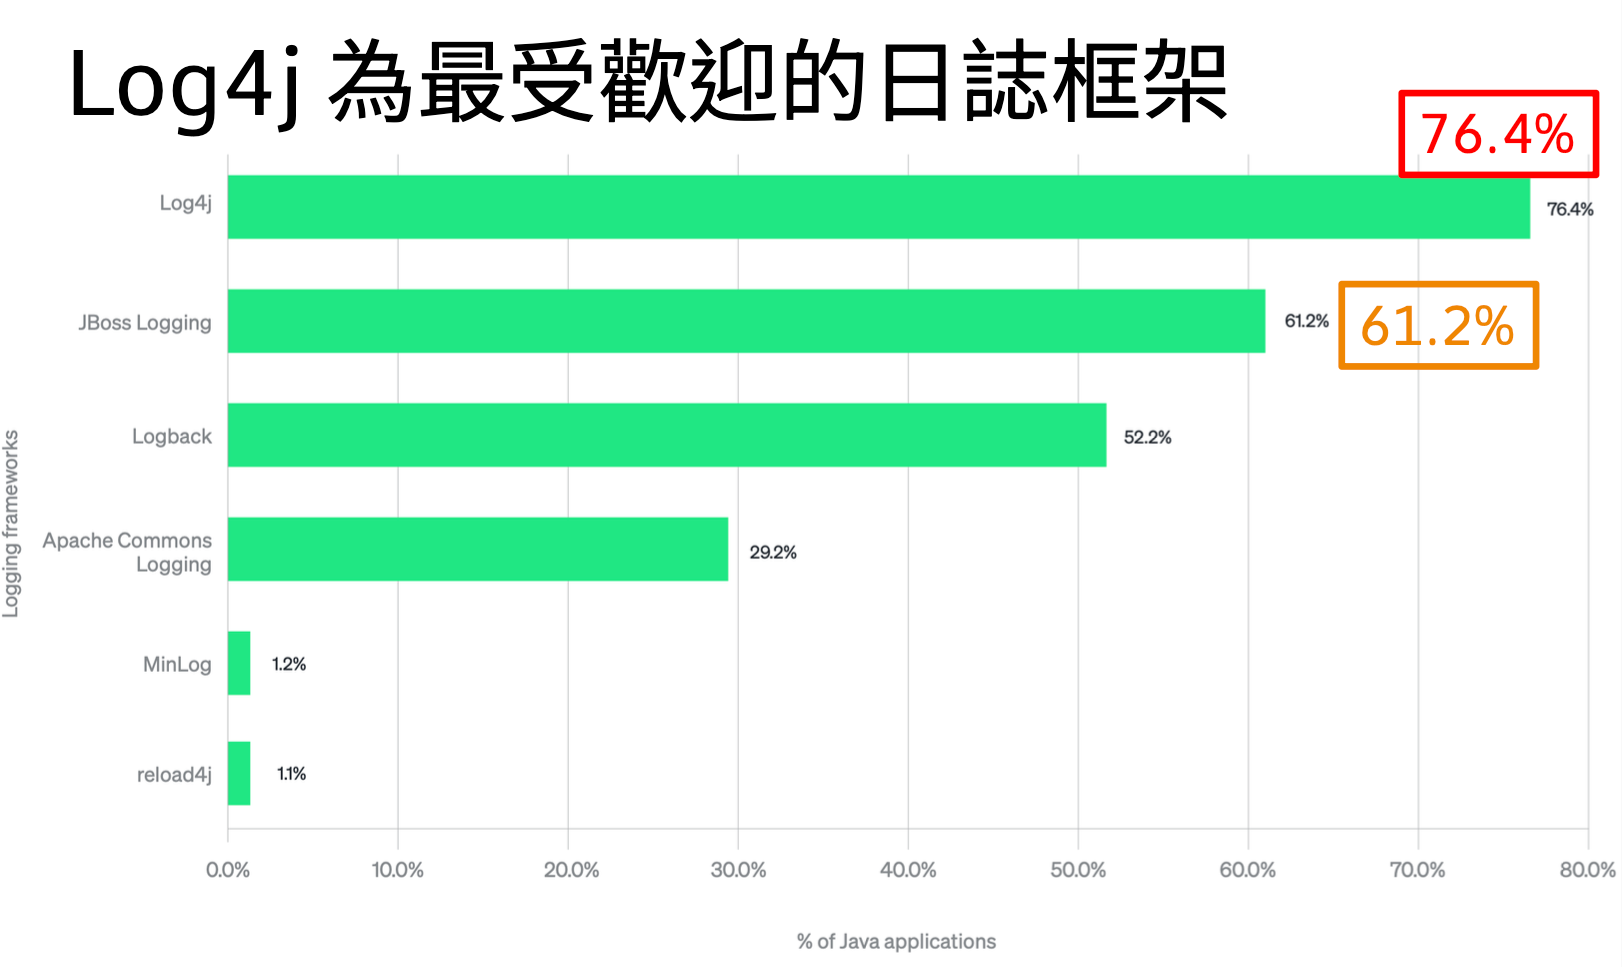 Log4j 為最受歡迎的日誌框架
76.4%
Log4j
76.4%
JBoss Logging
61.2%
61.2%
Logback
52.2%
Logging frameworks
Apache Commons
Logging
29.2%
MinLog
1.2%
reload4j
1.1%
0.0% 10.0% 20.0% 30.0% 40.0% 50.0% 60.0% 70.0% 80.0%
% of Java applications